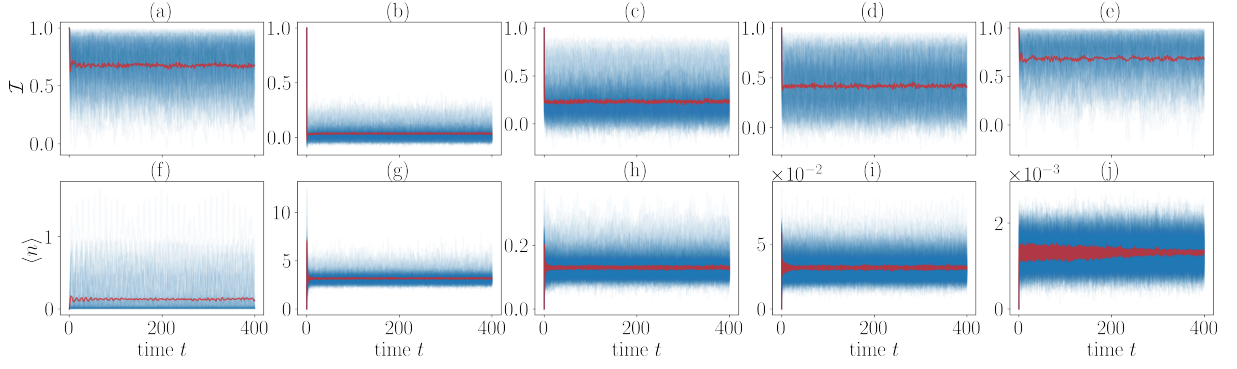 (a) (b) (c) (d) (e)
1.0 1.0 1.0 1.0 1.0
0.5 0.5 0.5 0.5 0.5
0.0 0.0 0.0 0.0 0.0
ℐ
(f) (g) (h) (i) (j)
×10⁻² ×10⁻³
1 10 0.2 5 2
0 5 0.0 0 1
0 0
⟨n⟩
0 200 400 0 200 400 0 200 400 0 200 400 0 200 400
time t time t time t time t time t